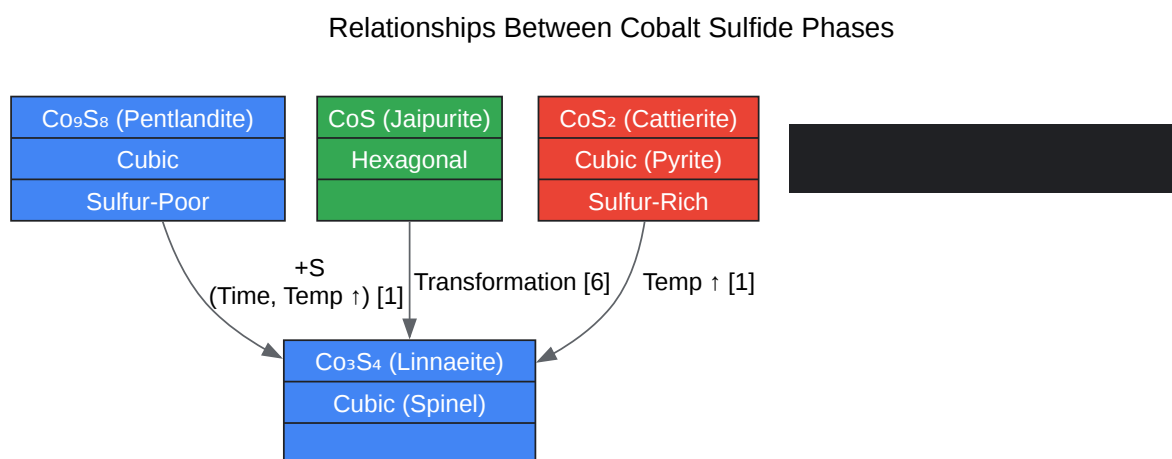 Relationships Between Cobalt Sulfide Phases
Co₉S₈ (Pentlandite)
Cubic
Sulfur-Poor
CoS (Jaipurite)
Hexagonal
CoS₂ (Cattierite)
Cubic (Pyrite)
Sulfur-Rich
+S
(Time, Temp ↑) [1]
Transformation [6]
Temp ↑ [1]
Co₃S₄ (Linnaeite)
Cubic (Spinel)